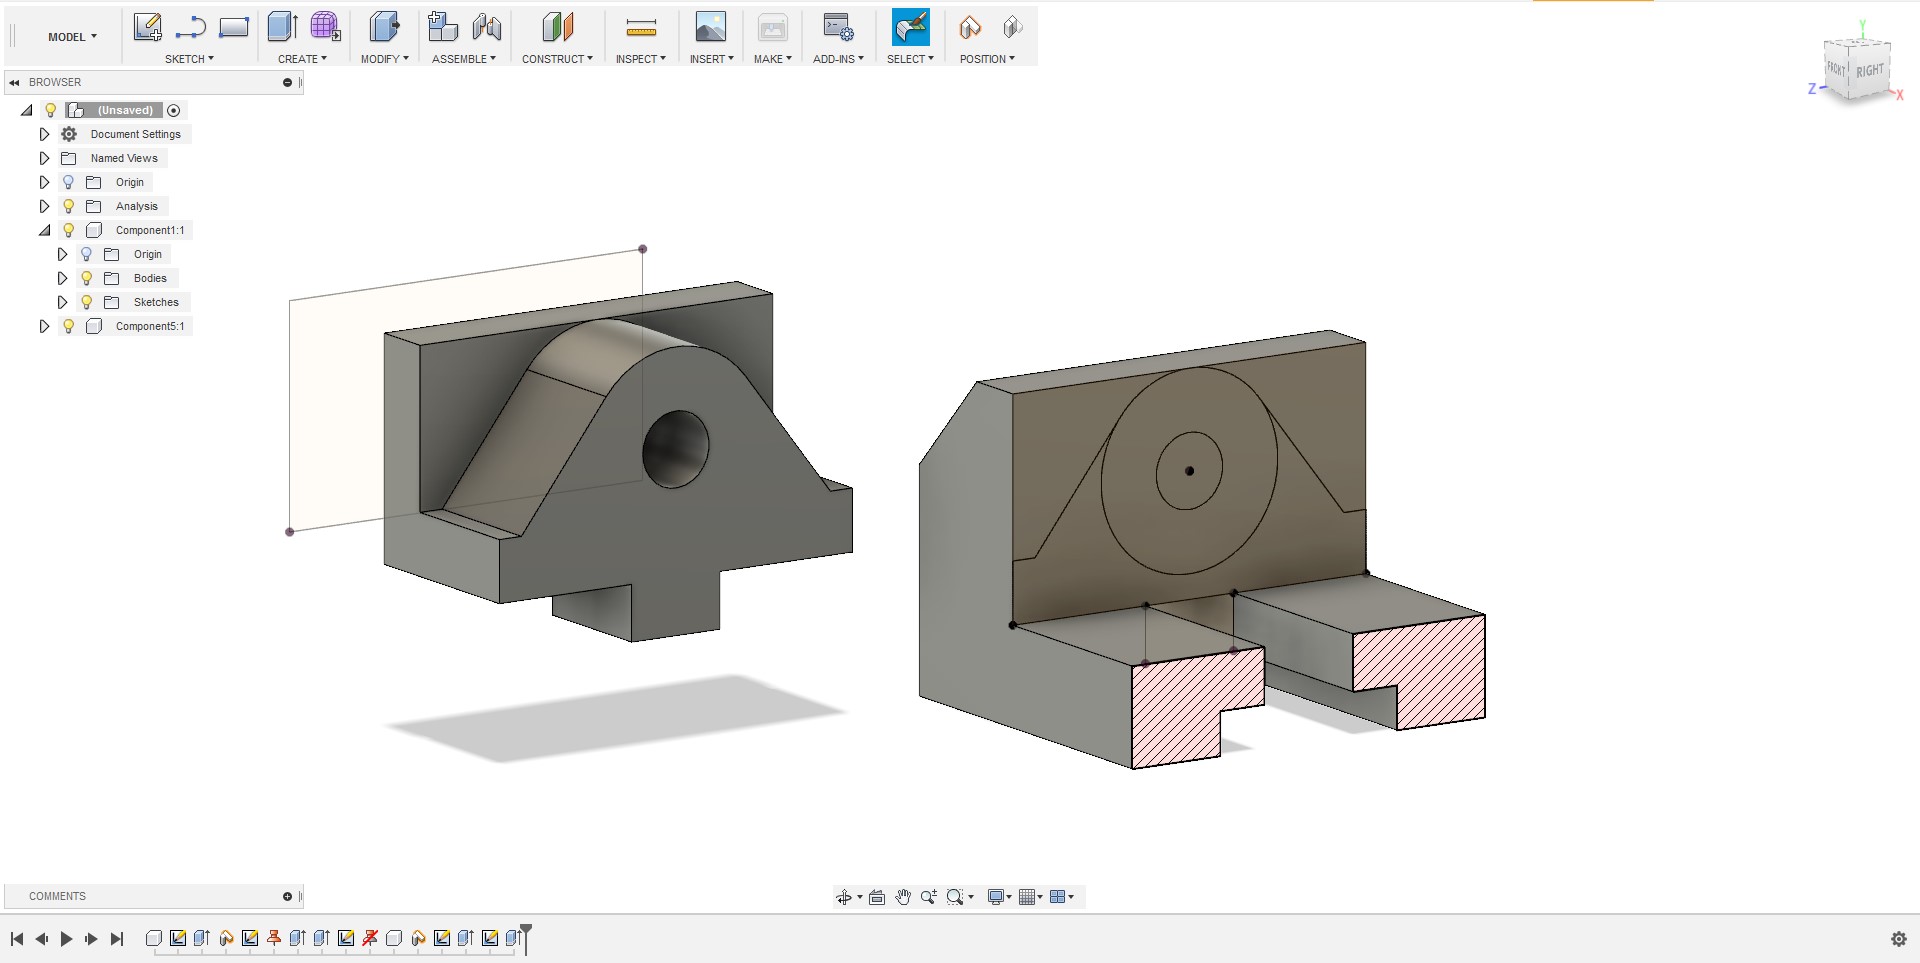 MODEL
SKETCH
CREATE
MODIFY
ASSEMBLE
CONSTRUCT
INSPECT
INSERT
MAKE
ADD-INS
SELECT
POSITION
BROWSER
(Unsaved)
Document Settings
Named Views
Origin
Analysis
Component1:1
Origin
Bodies
Sketches
Component5:1
Y
FRONT
RIGHT
Z
X
COMMENTS